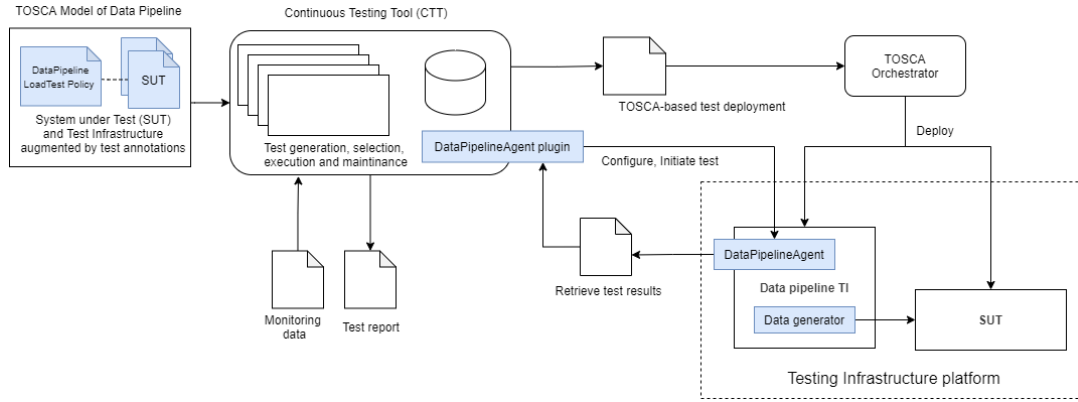 TOSCA Model of Data Pipeline
DataPipeline
LoadTest Policy
SUT
System under Test (SUT)
and Test Infrastructure
augmented by test annotations
Continuous Testing Tool (CTT)
Test generation, selection,
execution and maintinance
DataPipelineAgent plugin
Monitoring
data
Test report
TOSCA-based test deployment
TOSCA
Orchestrator
Deploy
Configure, Initiate test
Retrieve test results
DataPipelineAgent
Data pipeline TI
Data generator
SUT
Testing Infrastructure platform